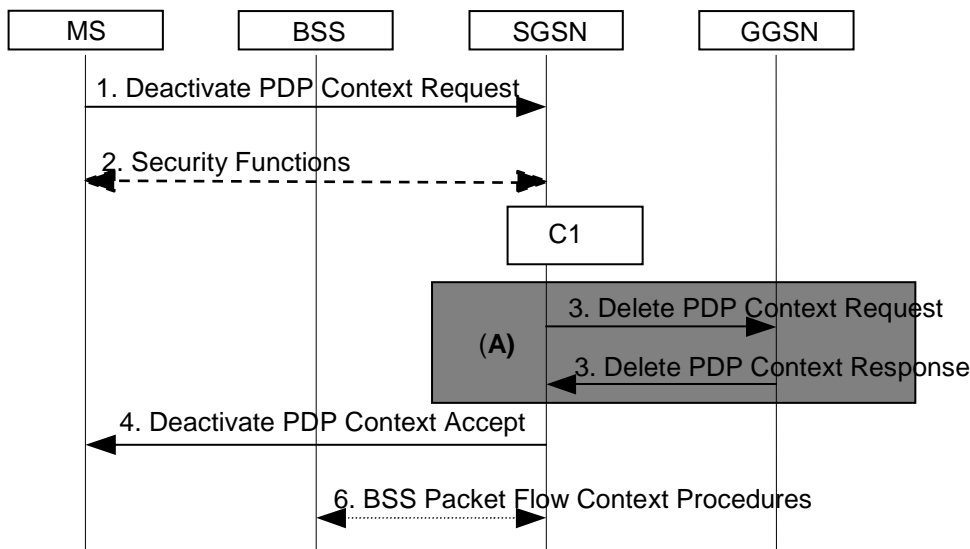 MS BSS SGSN GGSN
1. Deactivate PDP Context Request
2. Security Functions
C1
3. Delete PDP Context Request
(A)
3. Delete PDP Context Response
4. Deactivate PDP Context Accept
6. BSS Packet Flow Context Procedures